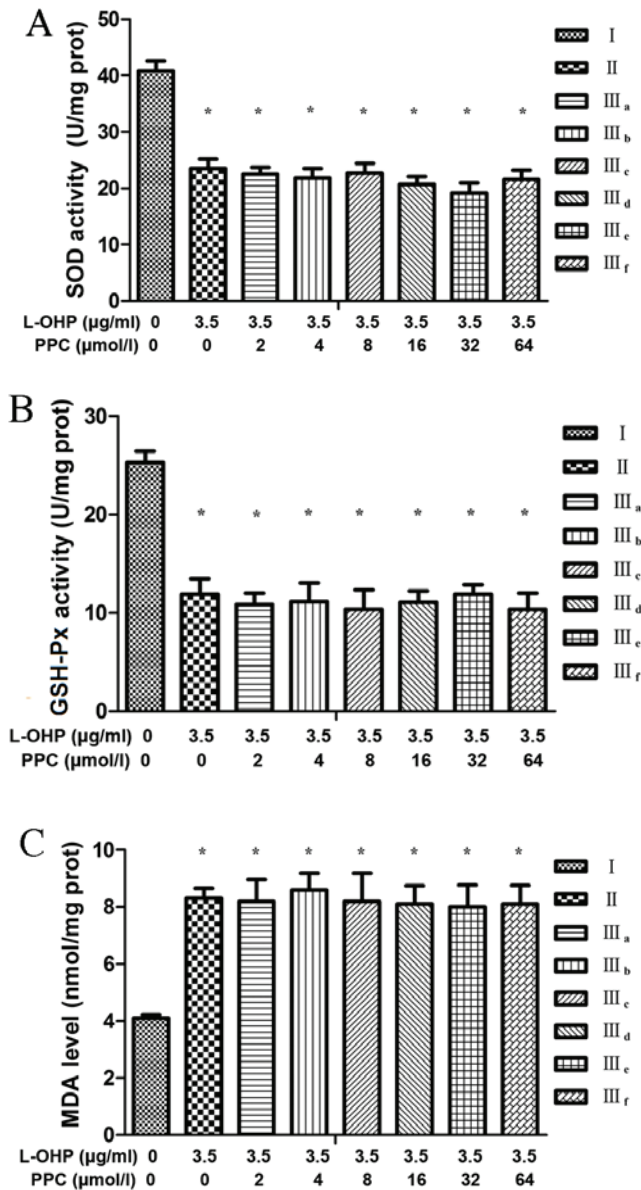 A
50
40
30
20
10
0
SOD activity (U/mg prot)
* * * * * * *
L-OHP (μg/ml) 0 3.5 3.5 3.5 3.5 3.5 3.5 3.5
PPC (μmol/l) 0 0 2 4 8 16 32 64
I
II
III a
III b
III c
III d
III e
III f
B
30
20
10
0
GSH-Px activity (U/mg prot)
* * * * * * *
L-OHP (μg/ml) 0 3.5 3.5 3.5 3.5 3.5 3.5 3.5
PPC (μmol/l) 0 0 2 4 8 16 32 64
I
II
III a
III b
III c
III d
III e
III f
C
10
8
6
4
2
0
MDA level (nmol/mg prot)
* * * * * * *
L-OHP (μg/ml) 0 3.5 3.5 3.5 3.5 3.5 3.5 3.5
PPC (μmol/l) 0 0 2 4 8 16 32 64
I
II
III a
III b
III c
III d
III e
III f